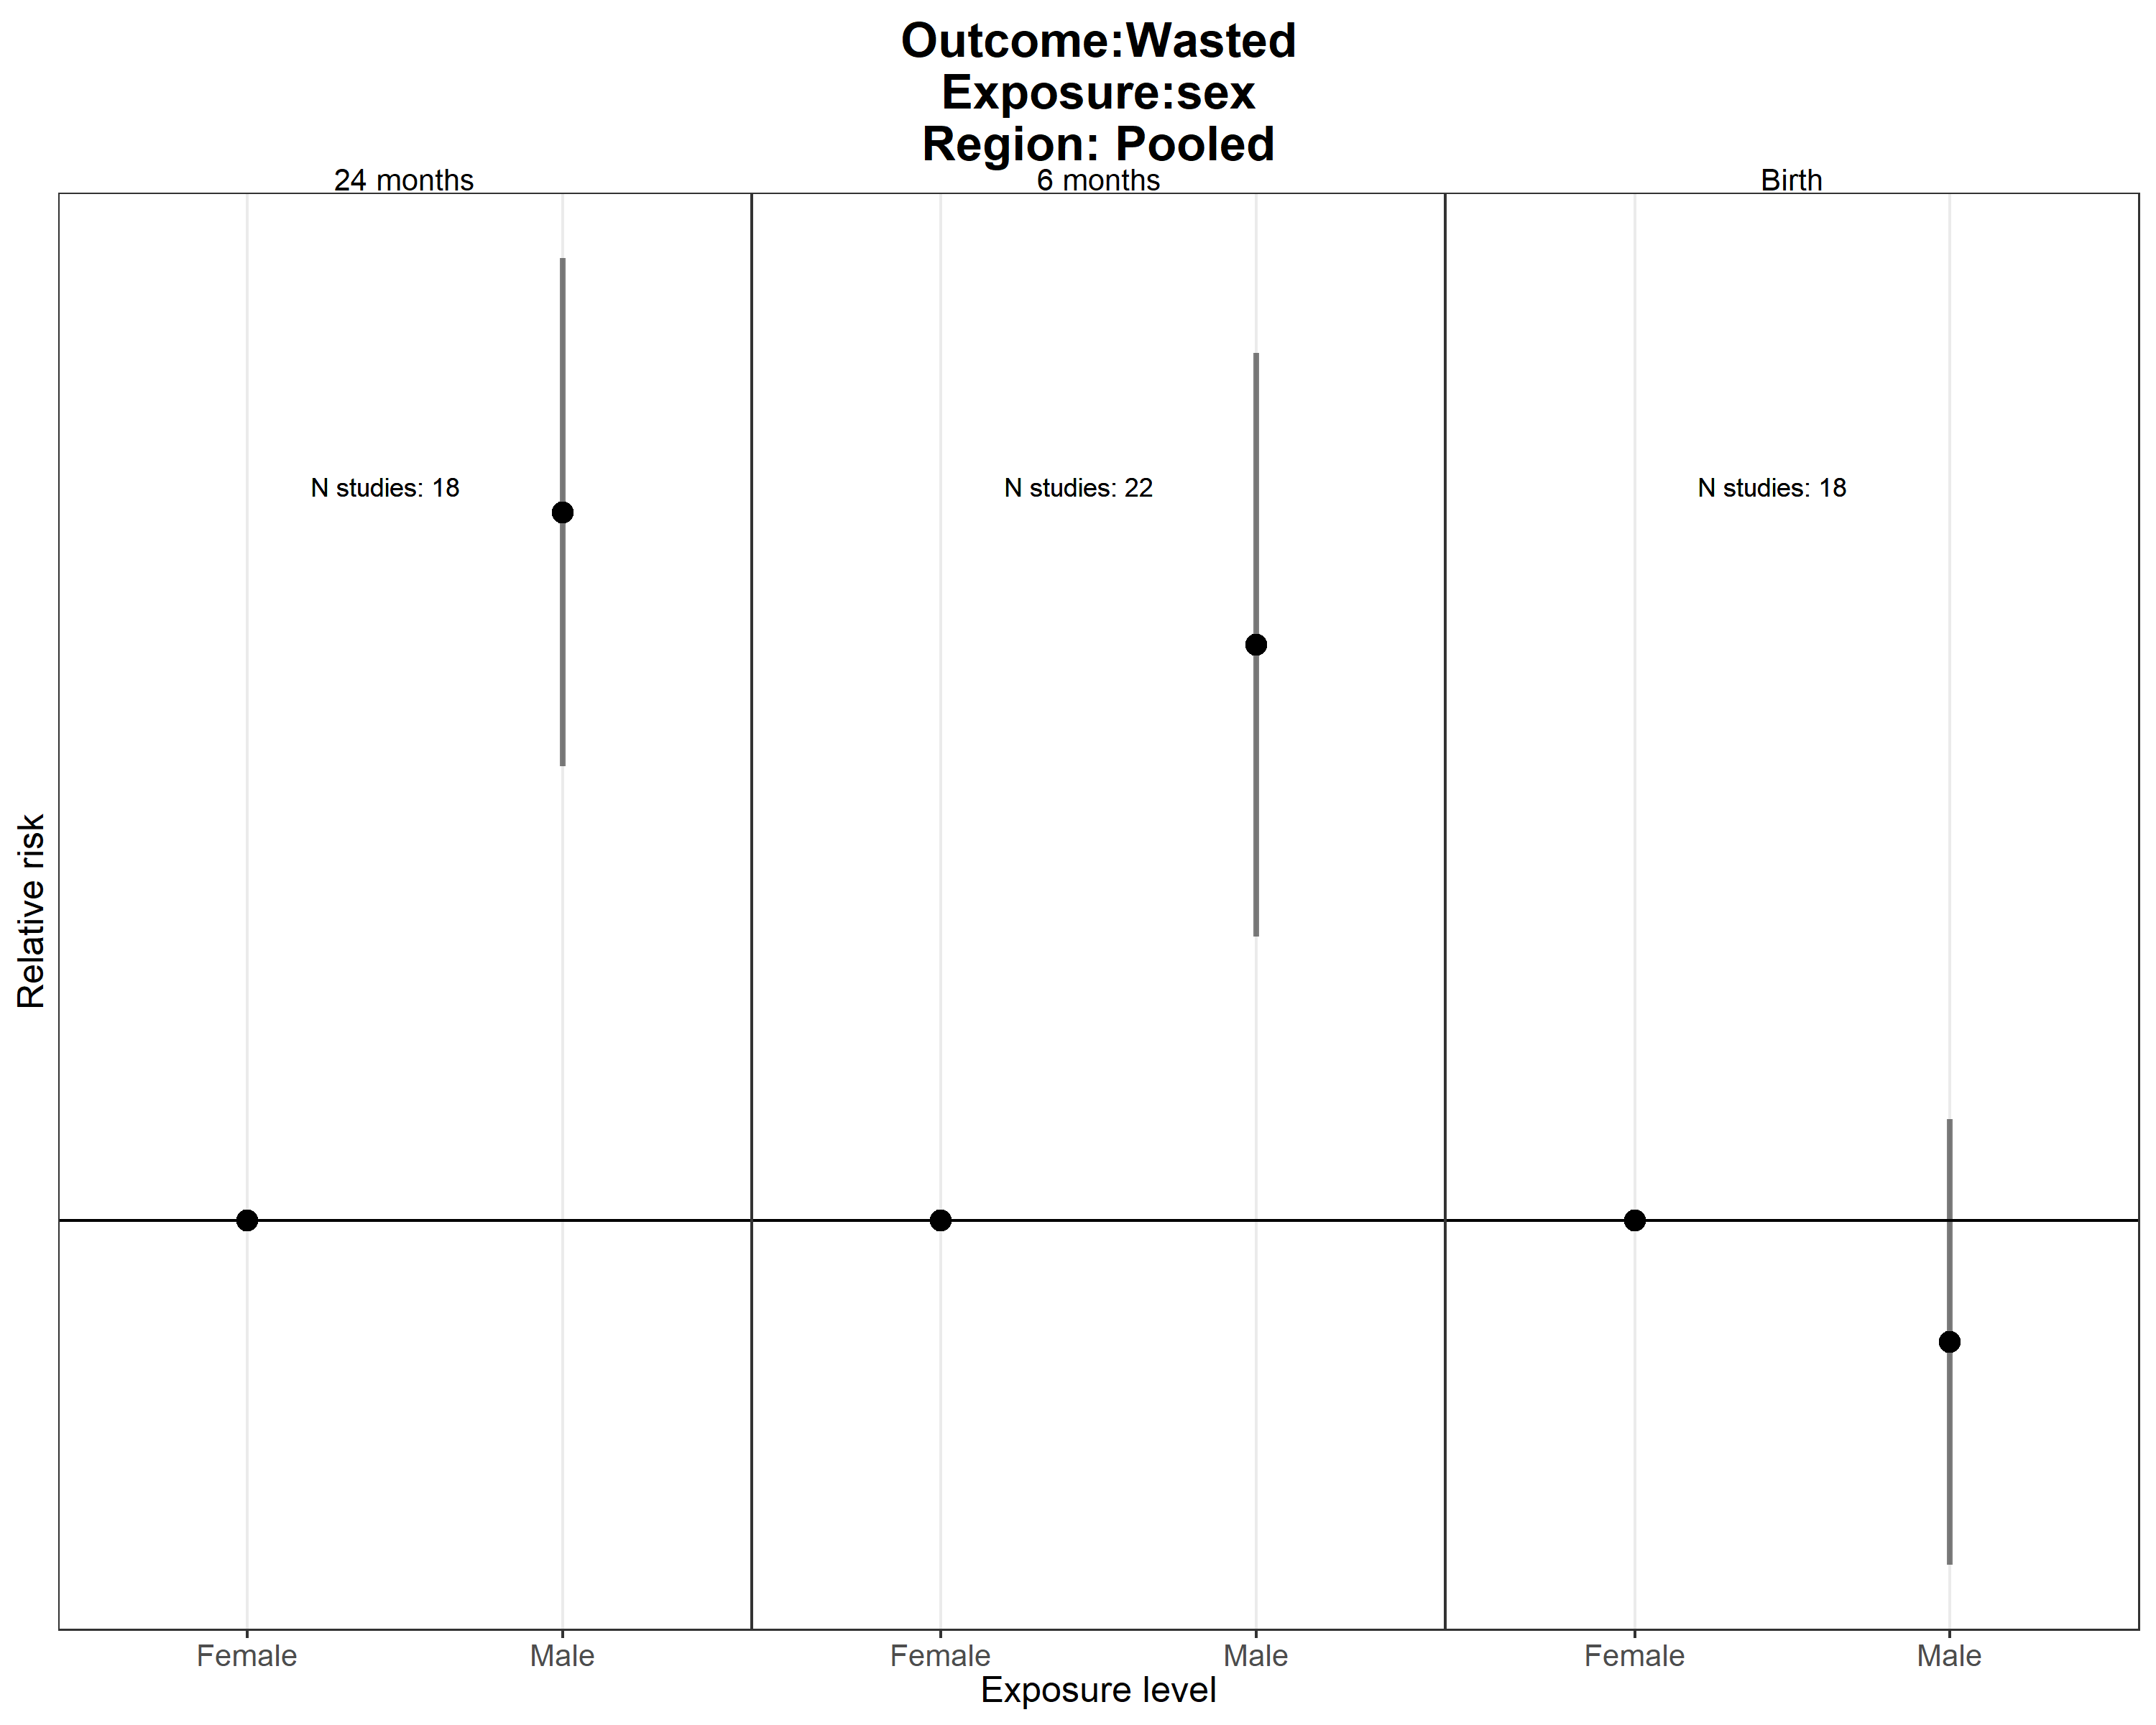 Outcome:Wasted
Exposure:sex
Region: Pooled
24 months
6 months
Birth
N studies: 18
N studies: 22
N studies: 18
Relative risk
Female
Male
Female
Male
Female
Male
Exposure level